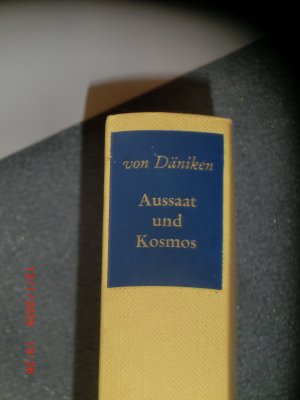 von Däniken
Aussaat
und
Kosmos